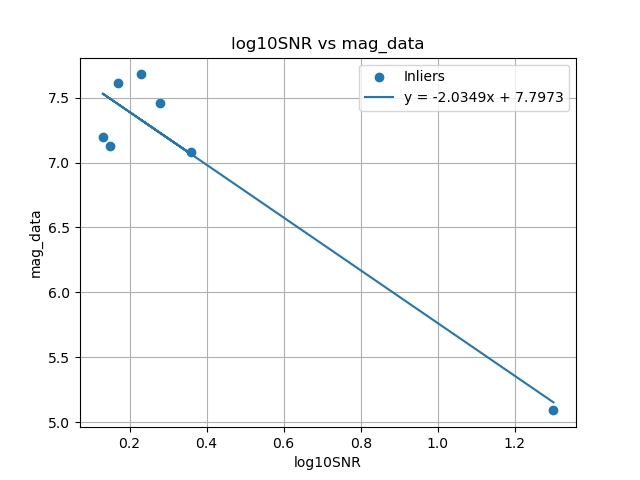 log10SNR vs mag_data
Inliers
y = -2.0349x + 7.7973
7.5
7.0
6.5
6.0
5.5
5.0
mag_data
0.2 0.4 0.6 0.8 1.0 1.2
log10SNR